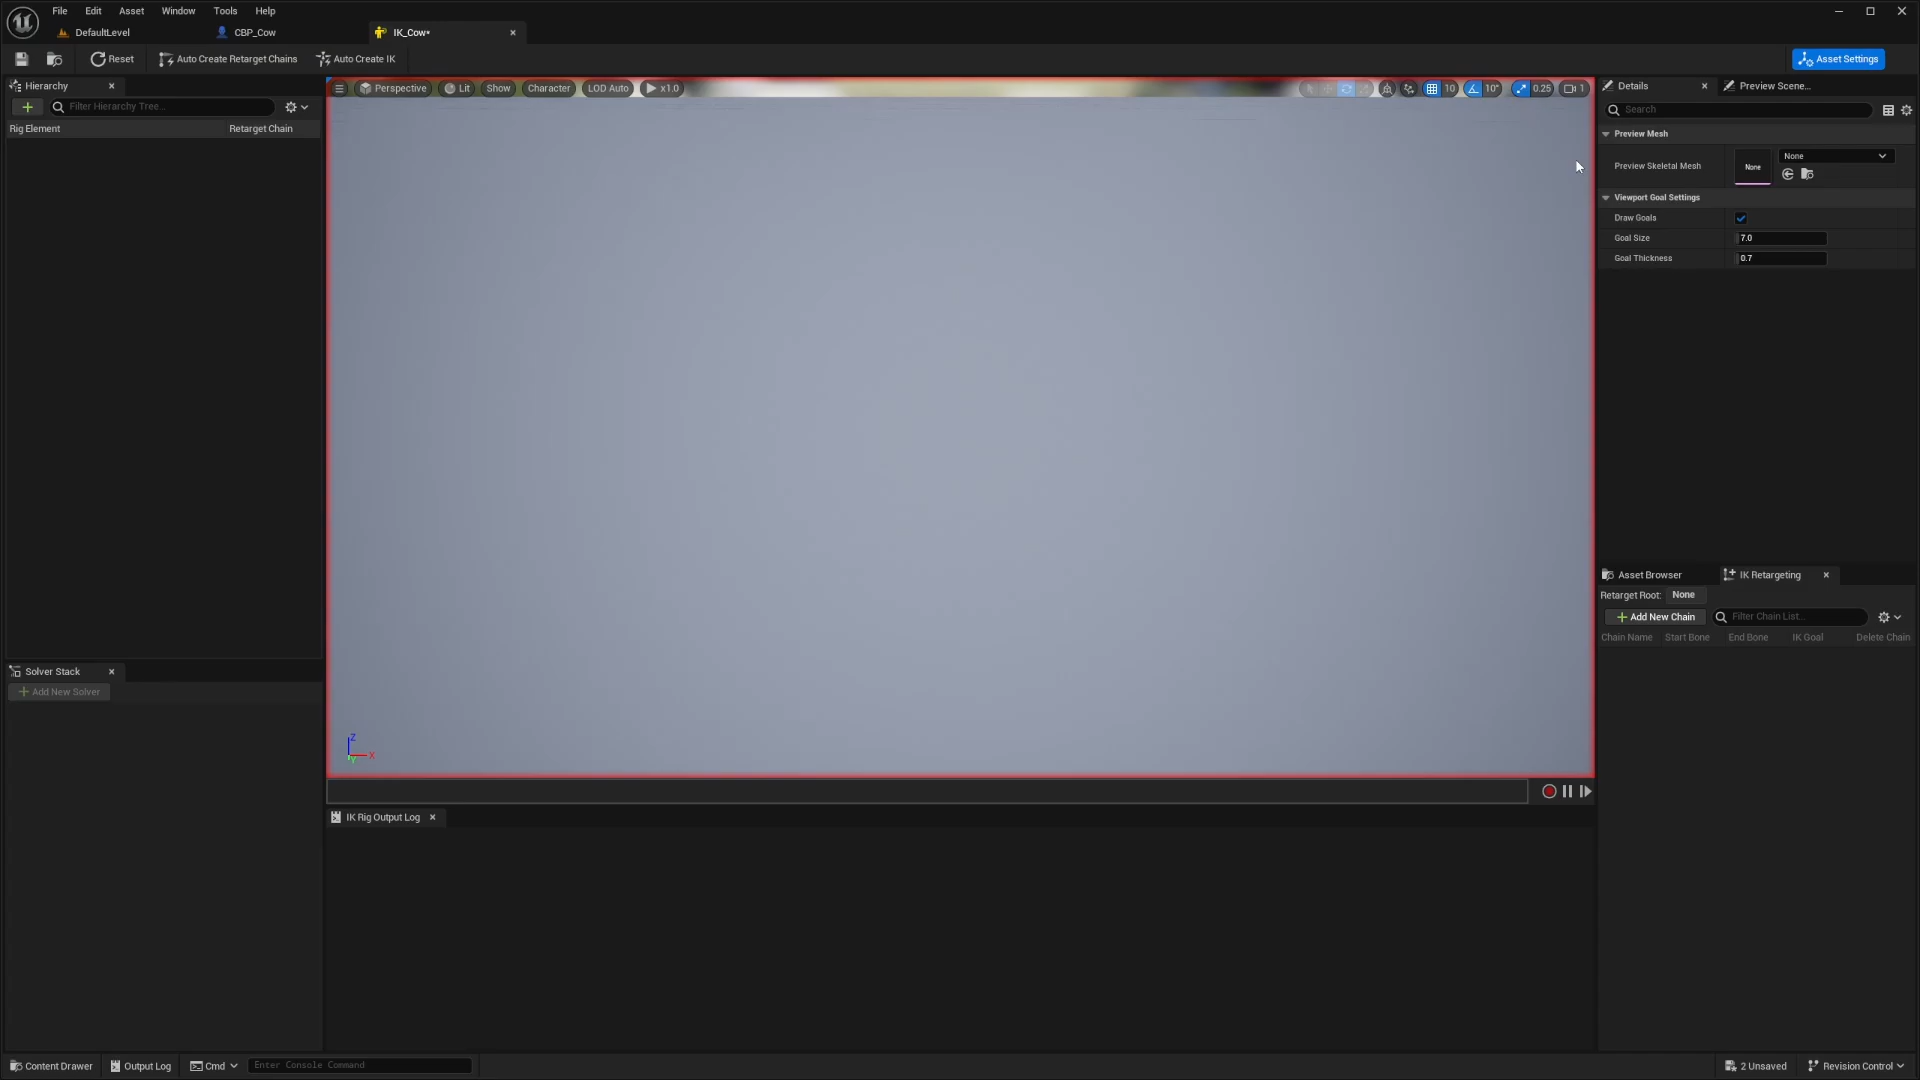 File Edit Asset Window Tools Help
DefaultLevel CBP_Cow IK_Cow*
Reset Auto Create Retarget Chains Auto Create IK Asset Settings
Hierarchy
Filter Hierarchy Tree...
Rig Element Retarget Chain
Perspective Lit Show Character LOD Auto x1.0 10 10° 0.25 1
Details Preview Scene...
Search
Preview Mesh
Preview Skeletal Mesh None None
Viewport Goal Settings
Draw Goals
Goal Size 7.0
Goal Thickness 0.7
Asset Browser IK Retargeting
Retarget Root: None
Add New Chain Filter Chain List...
Chain Name Start Bone End Bone IK Goal Delete Chain
Solver Stack
Add New Solver
Z
X
Y
IK Rig Output Log
Content Drawer Output Log Cmd Enter Console Command 2 Unsaved Revision Control